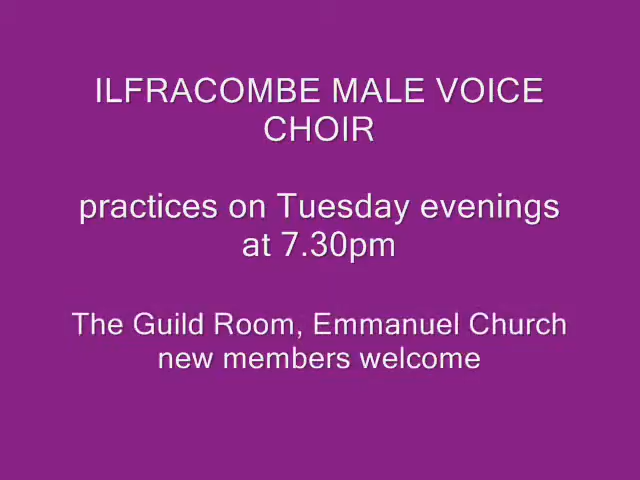 ILFRACOMBE MALE VOICE
CHOIR
practices on Tuesday evenings
at 7.30pm
The Guild Room, Emmanuel Church
new members welcome